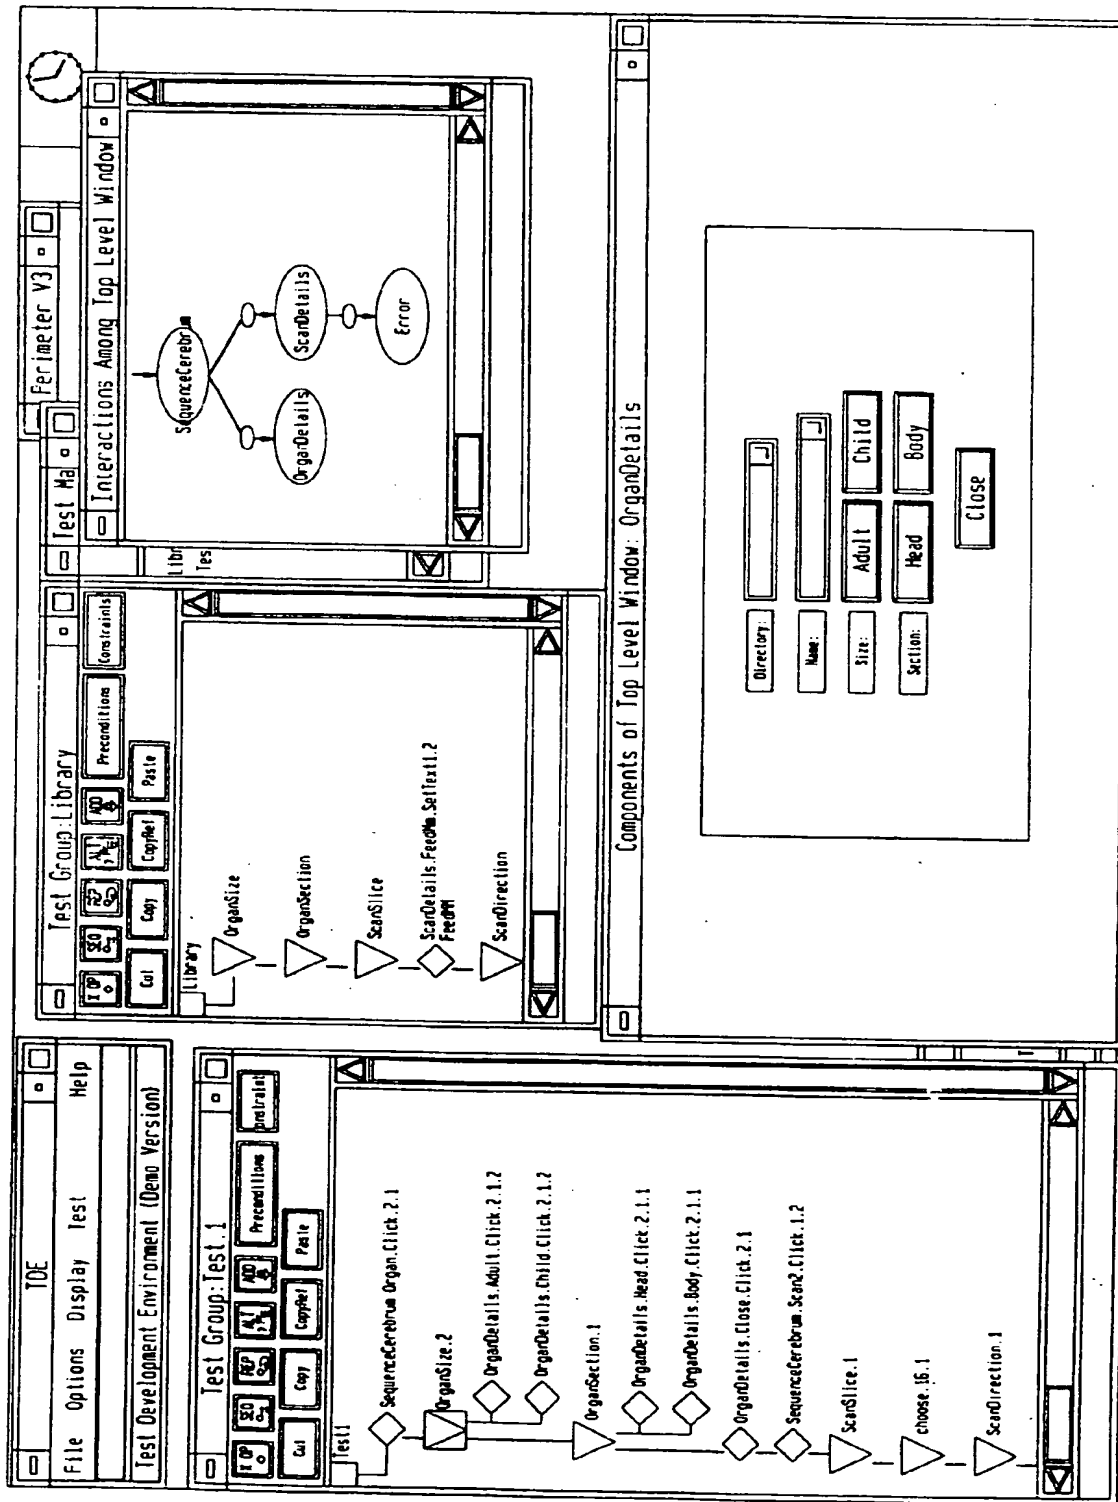 TDE
File Options Display Test Help
Test Development Environment (Demo Version)
Test Group:Test.1
X OP SEQ REP ALT ADD Preconditions onstraint
Cut Copy CopyRef Paste
Test1
SequenceCerebrum.Organ.Click.2.1
OrganSize.2
OrganDetails.Adult.Click.2.1.2
OrganDetails.Child.Click.2.1.2
OrganSection.1
OrganDetails.Head.Click.2.1.1
OrganDetails.Body.Click.2.1.1
OrganDetails.Close.Click.2.1
SequenceCerebrum.Scan2.Click.1.2
ScanSlice.1
choose.16.1
ScanDirection.1
Test Group:Library
X OP SEQ REP ALT ADD Preconditions Constraints
Cut Copy CopyRef Paste
Library
OrganSize
OrganSection
ScanSlice
ScanDetails.FeedMm.SetText1.2
FeedMM
ScanDirection
Test Ma
Libr
Tes
Perimeter V3
Interactions Among Top Level Window
SequenceCerebrum
OrganDetails
ScanDetails
Error
Components of Top Level Window: OrganDetails
Directory:
Name:
Size: Adult Child
Section: Head Body
Close